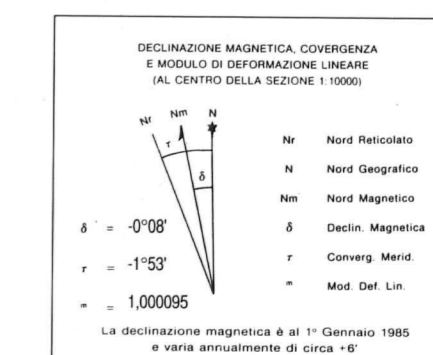 DECLINAZIONE MAGNETICA, COVERGENZA
E MODULO DI DEFORMAZIONE LINEARE
(AL CENTRO DELLA SEZIONE 1:10000)
Nr Nm N
τ
δ
Nr Nord Reticolato
N Nord Geografico
Nm Nord Magnetico
δ Declin. Magnetica
τ Converg. Merid.
m Mod. Def. Lin.
δ = -0°08'
τ = -1°53'
m = 1,000095
La declinazione magnetica è al 1° Gennaio 1985
e varia annualmente di circa +6'